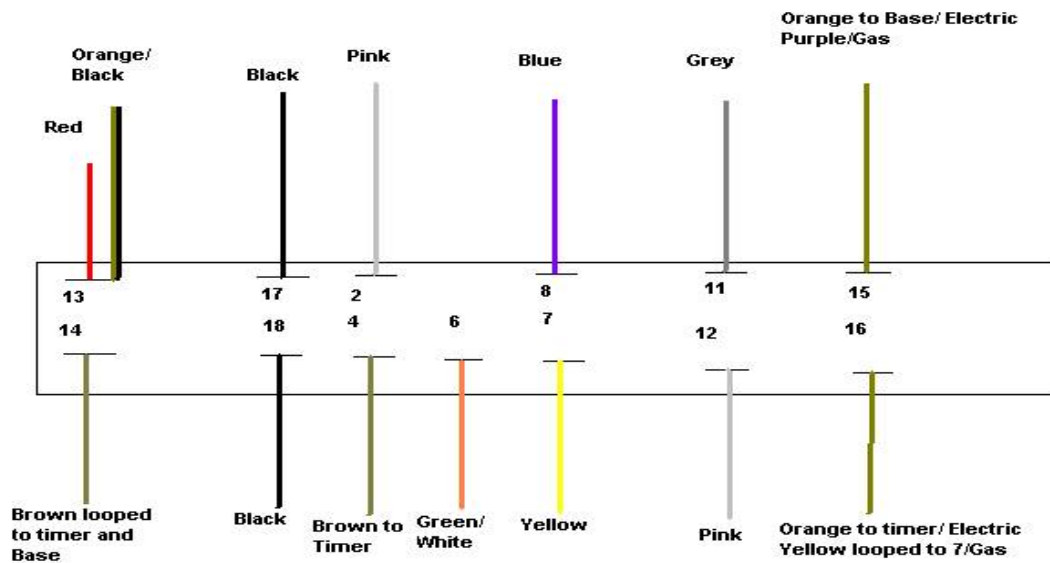 Orange to Base/ Electric
Purple/Gas
Orange/
Black
Black
Pink
Blue
Grey
Red
13
17
2
8
11
15
14
18
4
6
7
12
16
Brown looped
to timer and
Base
Black
Brown to
Timer
Green/
White
Yellow
Pink
Orange to timer/ Electric
Yellow looped to 7/Gas